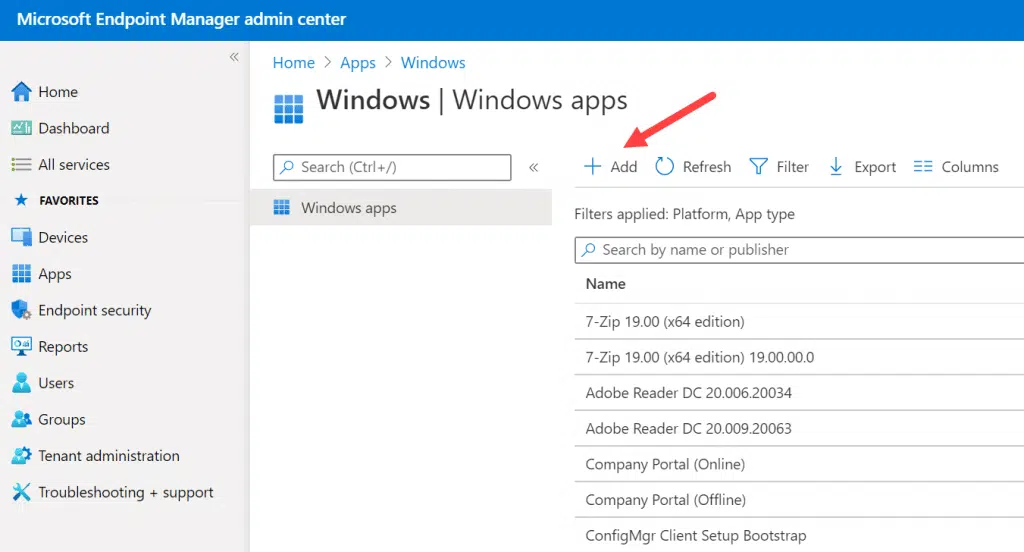 Microsoft Endpoint Manager admin center
«
Home
Dashboard
All services
FAVORITES
Devices
Apps
Endpoint security
Reports
Users
Groups
Tenant administration
Troubleshooting + support
Home > Apps > Windows
Windows | Windows apps
Search (Ctrl+/) «
Windows apps
Add Refresh Filter Export Columns
Filters applied: Platform, App type
Search by name or publisher
Name
7-Zip 19.00 (x64 edition)
7-Zip 19.00 (x64 edition) 19.00.00.0
Adobe Reader DC 20.006.20034
Adobe Reader DC 20.009.20063
Company Portal (Online)
Company Portal (Offline)
ConfigMgr Client Setup Bootstrap